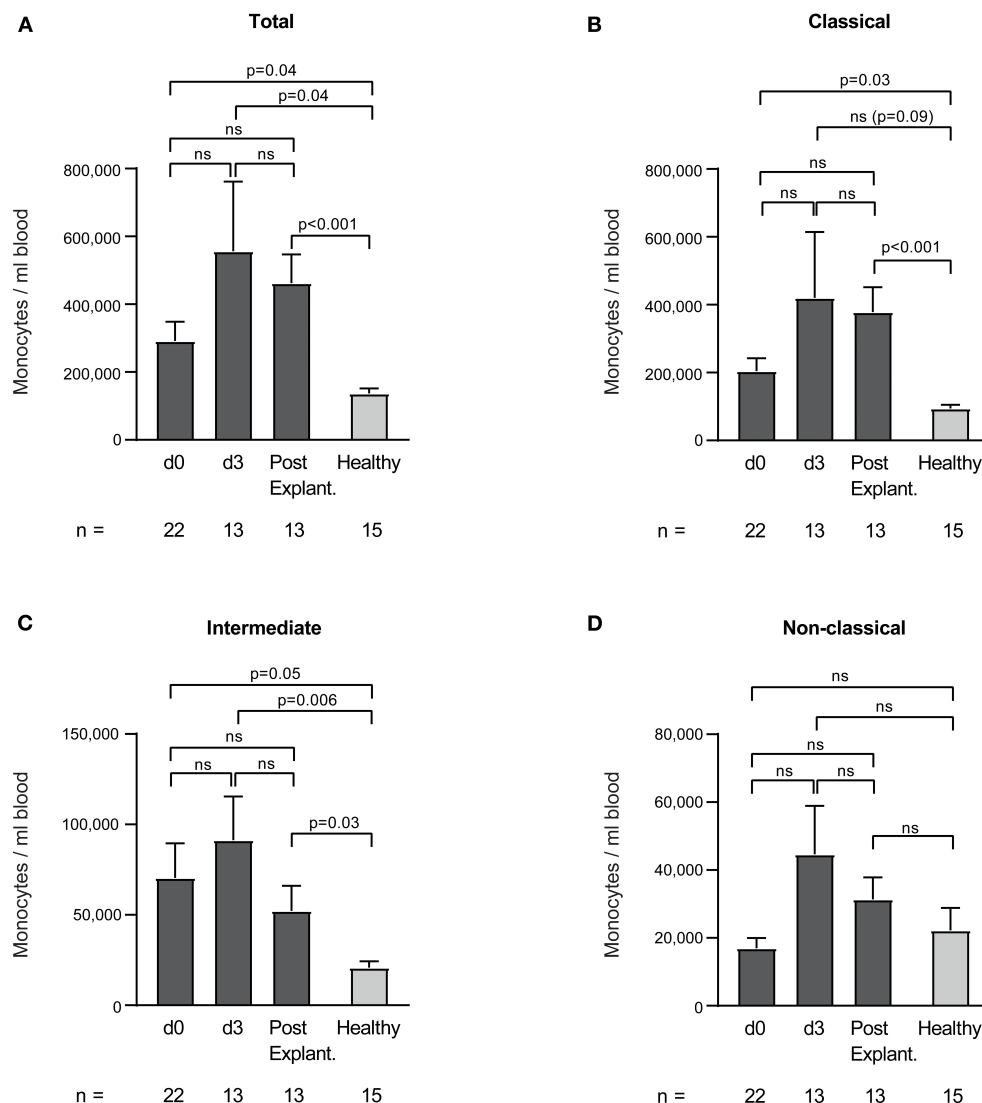 A
Total
p=0.04
p=0.04
ns
ns ns
p<0.001
800,000
600,000
400,000
200,000
0
Monocytes / ml blood
d0 d3 Post Explant. Healthy
n = 22 13 13 15
B
Classical
p=0.03
ns (p=0.09)
ns
ns ns
p<0.001
800,000
600,000
400,000
200,000
0
Monocytes / ml blood
d0 d3 Post Explant. Healthy
n = 22 13 13 15
C
Intermediate
p=0.05
p=0.006
ns
ns ns
p=0.03
150,000
100,000
50,000
0
Monocytes / ml blood
d0 d3 Post Explant. Healthy
n = 22 13 13 15
D
Non-classical
ns
ns
ns
ns ns
ns
80,000
60,000
40,000
20,000
0
Monocytes / ml blood
d0 d3 Post Explant. Healthy
n = 22 13 13 15